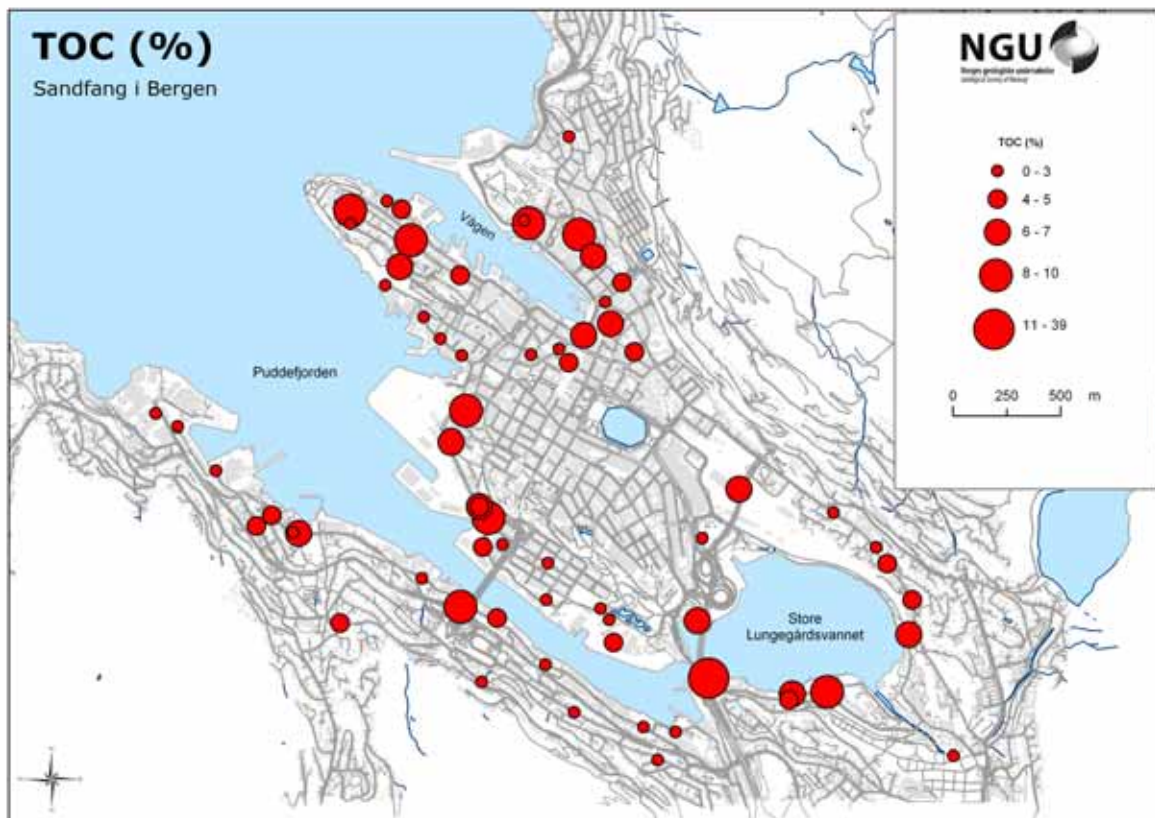 TOC (%)
Sandfang i Bergen
NGU
Norges geologiske undersøkelse
Geological Survey of Norway
TOC (%)
0 - 3
4 - 5
6 - 7
8 - 10
11 - 39
0 250 500 m
Vågen
Puddefjorden
Store
Lungegårdsvannet